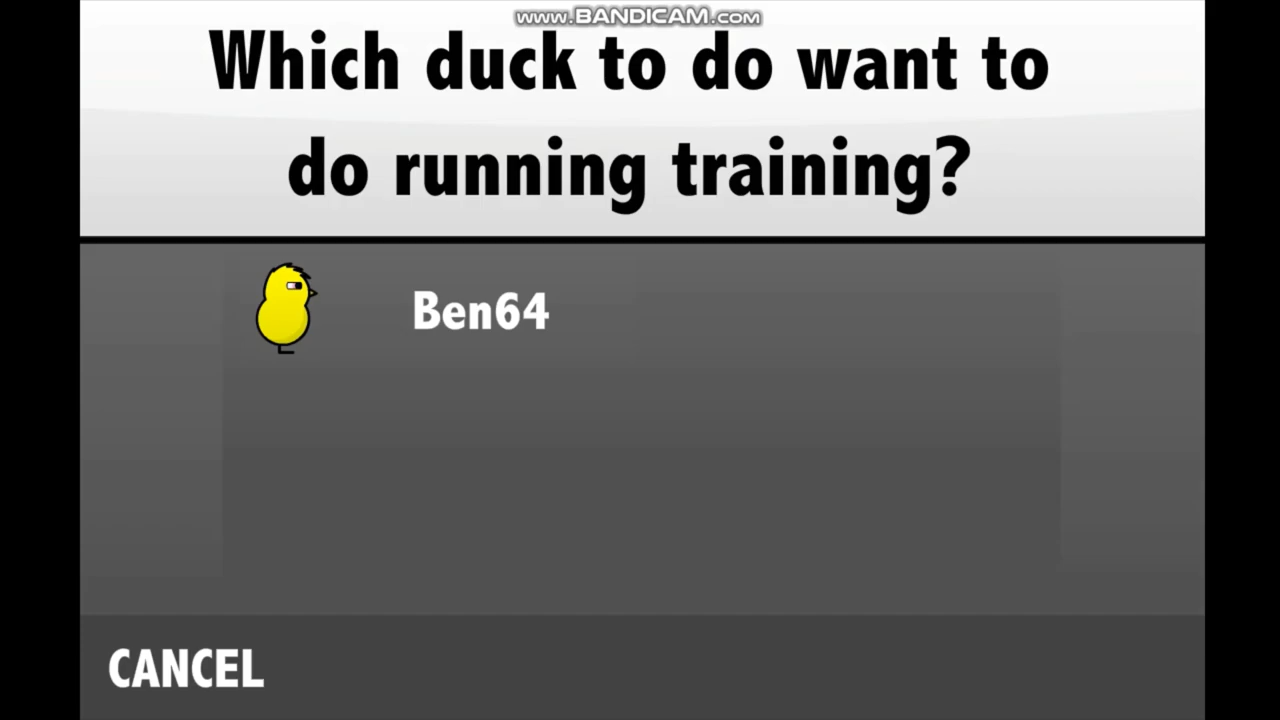 www.BANDICAM.com
Which duck to do want to
do running training?
Ben64
CANCEL